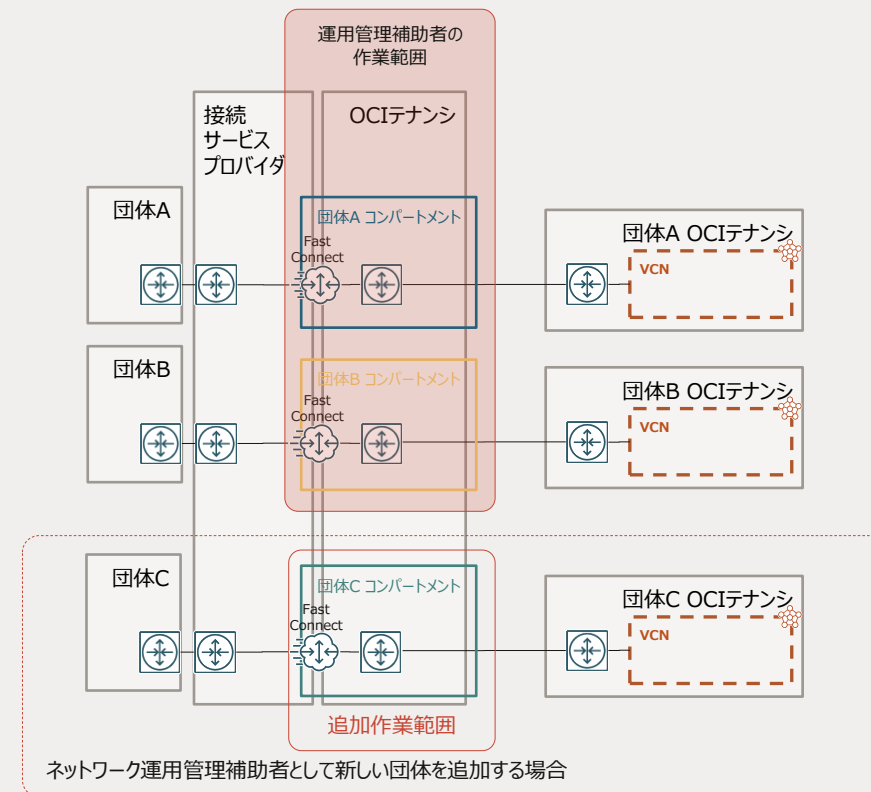 運用管理補助者の
作業範囲
接続
サービス
プロバイダ
OCIテナンシ
団体A
団体A コンパートメント
Fast
Connect
団体A OCIテナンシ
VCN
団体B
団体B コンパートメント
Fast
Connect
団体B OCIテナンシ
VCN
団体C
団体C コンパートメント
Fast
Connect
団体C OCIテナンシ
VCN
追加作業範囲
ネットワーク運用管理補助者として新しい団体を追加する場合